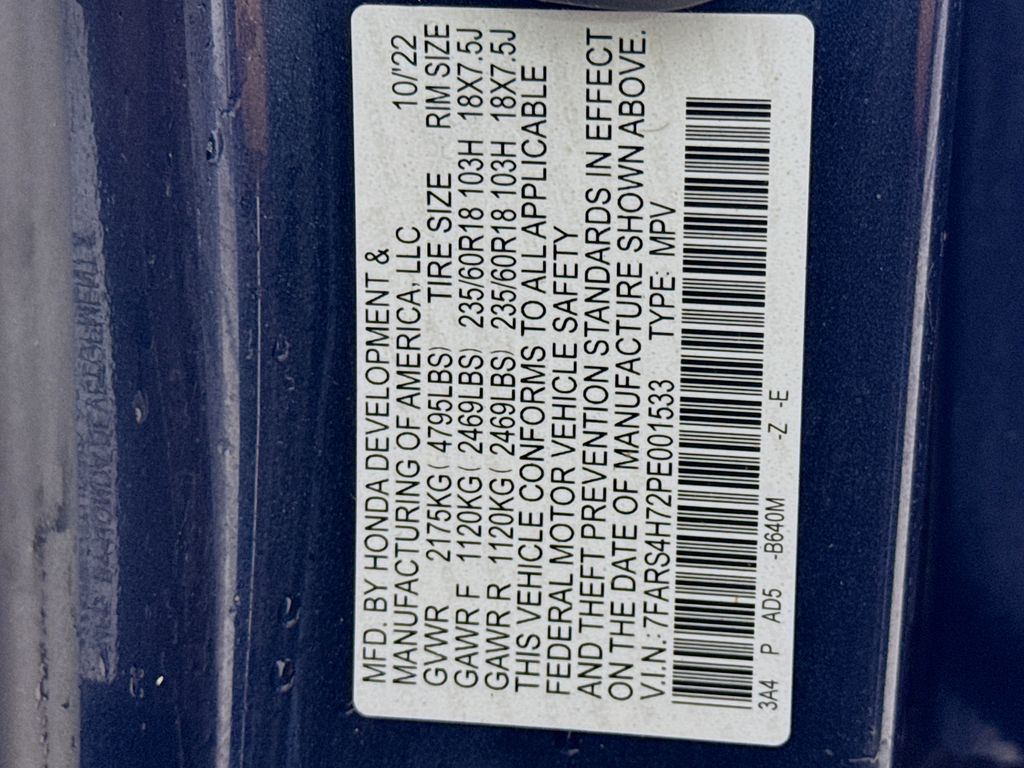 MFD. BY HONDA DEVELOPMENT &
MANUFACTURING OF AMERICA, LLC 10/'22
GVWR 2175KG ( 4795LBS) TIRE SIZE RIM SIZE
GAWR F 1120KG ( 2469LBS) 235/60R18 103H 18X7.5J
GAWR R 1120KG ( 2469LBS) 235/60R18 103H 18X7.5J
THIS VEHICLE CONFORMS TO ALL APPLICABLE
FEDERAL MOTOR VEHICLE SAFETY
AND THEFT PREVENTION STANDARDS IN EFFECT
ON THE DATE OF MANUFACTURE SHOWN ABOVE.
V.I.N.: 7FARS4H72PE001533 TYPE: MPV
3A4 P AD5 -B640M -Z -E